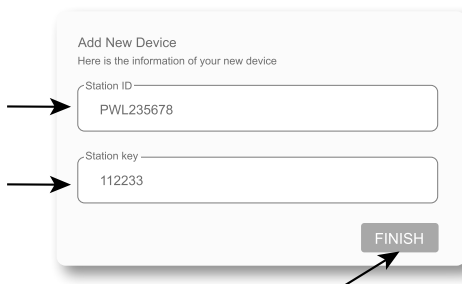 Add New Device
Here is the information of your new device
Station ID
PWL235678
Station key
112233
FINISH